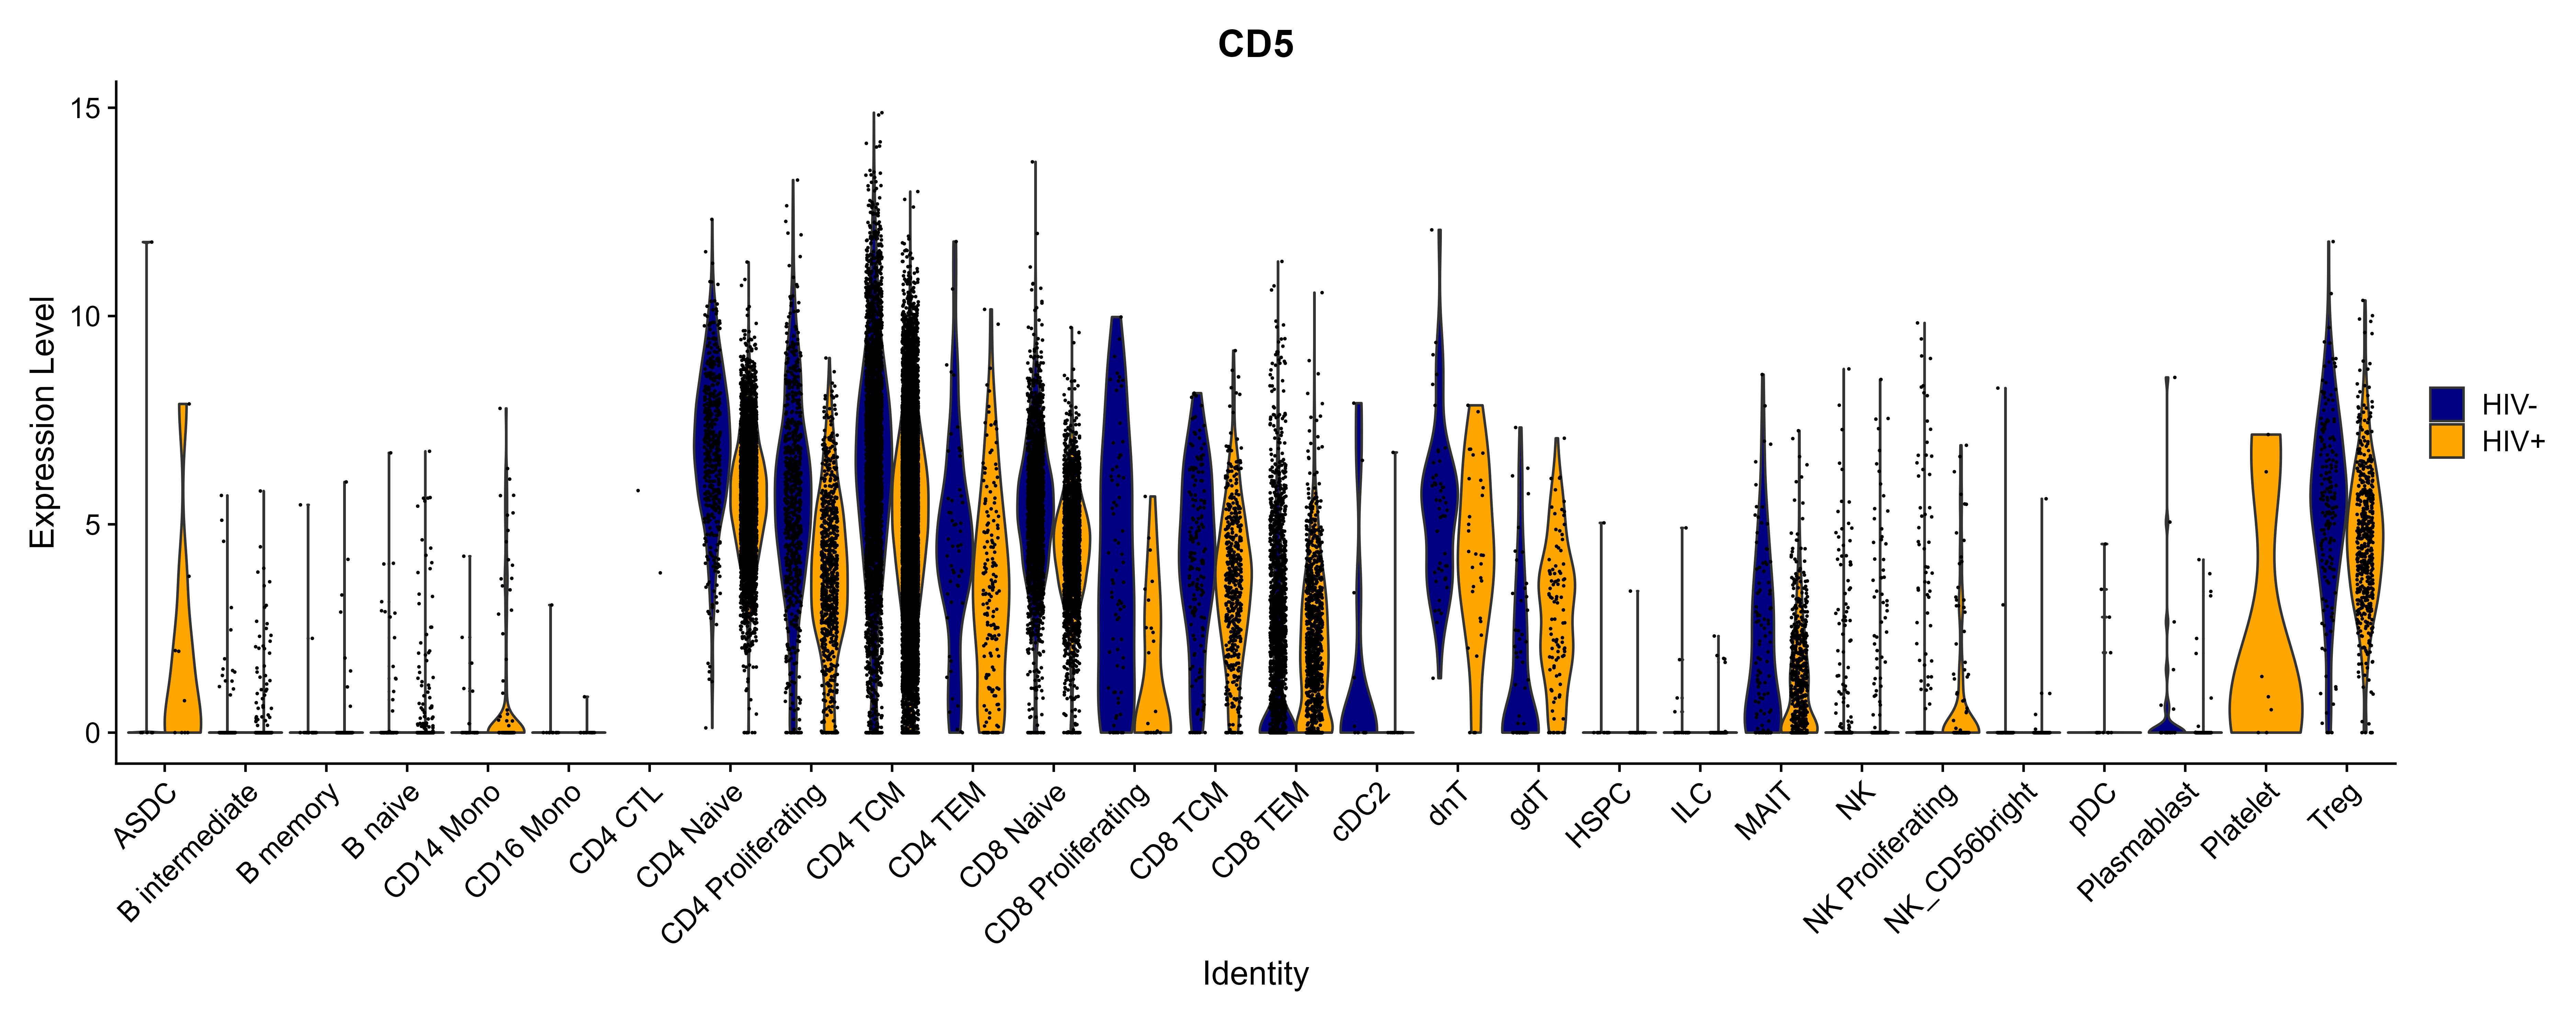 CD5
Expression Level
15
10
5
0
HIV-
HIV+
ASDC
B intermediate
B memory
B naive
CD14 Mono
CD16 Mono
CD4 CTL
CD4 Naive
CD4 Proliferating
CD4 TCM
CD4 TEM
CD8 Naive
CD8 Proliferating
CD8 TCM
CD8 TEM
cDC2
dnT
gdT
HSPC
ILC
MAIT
NK
NK Proliferating
NK_CD56bright
pDC
Plasmablast
Platelet
Treg
Identity